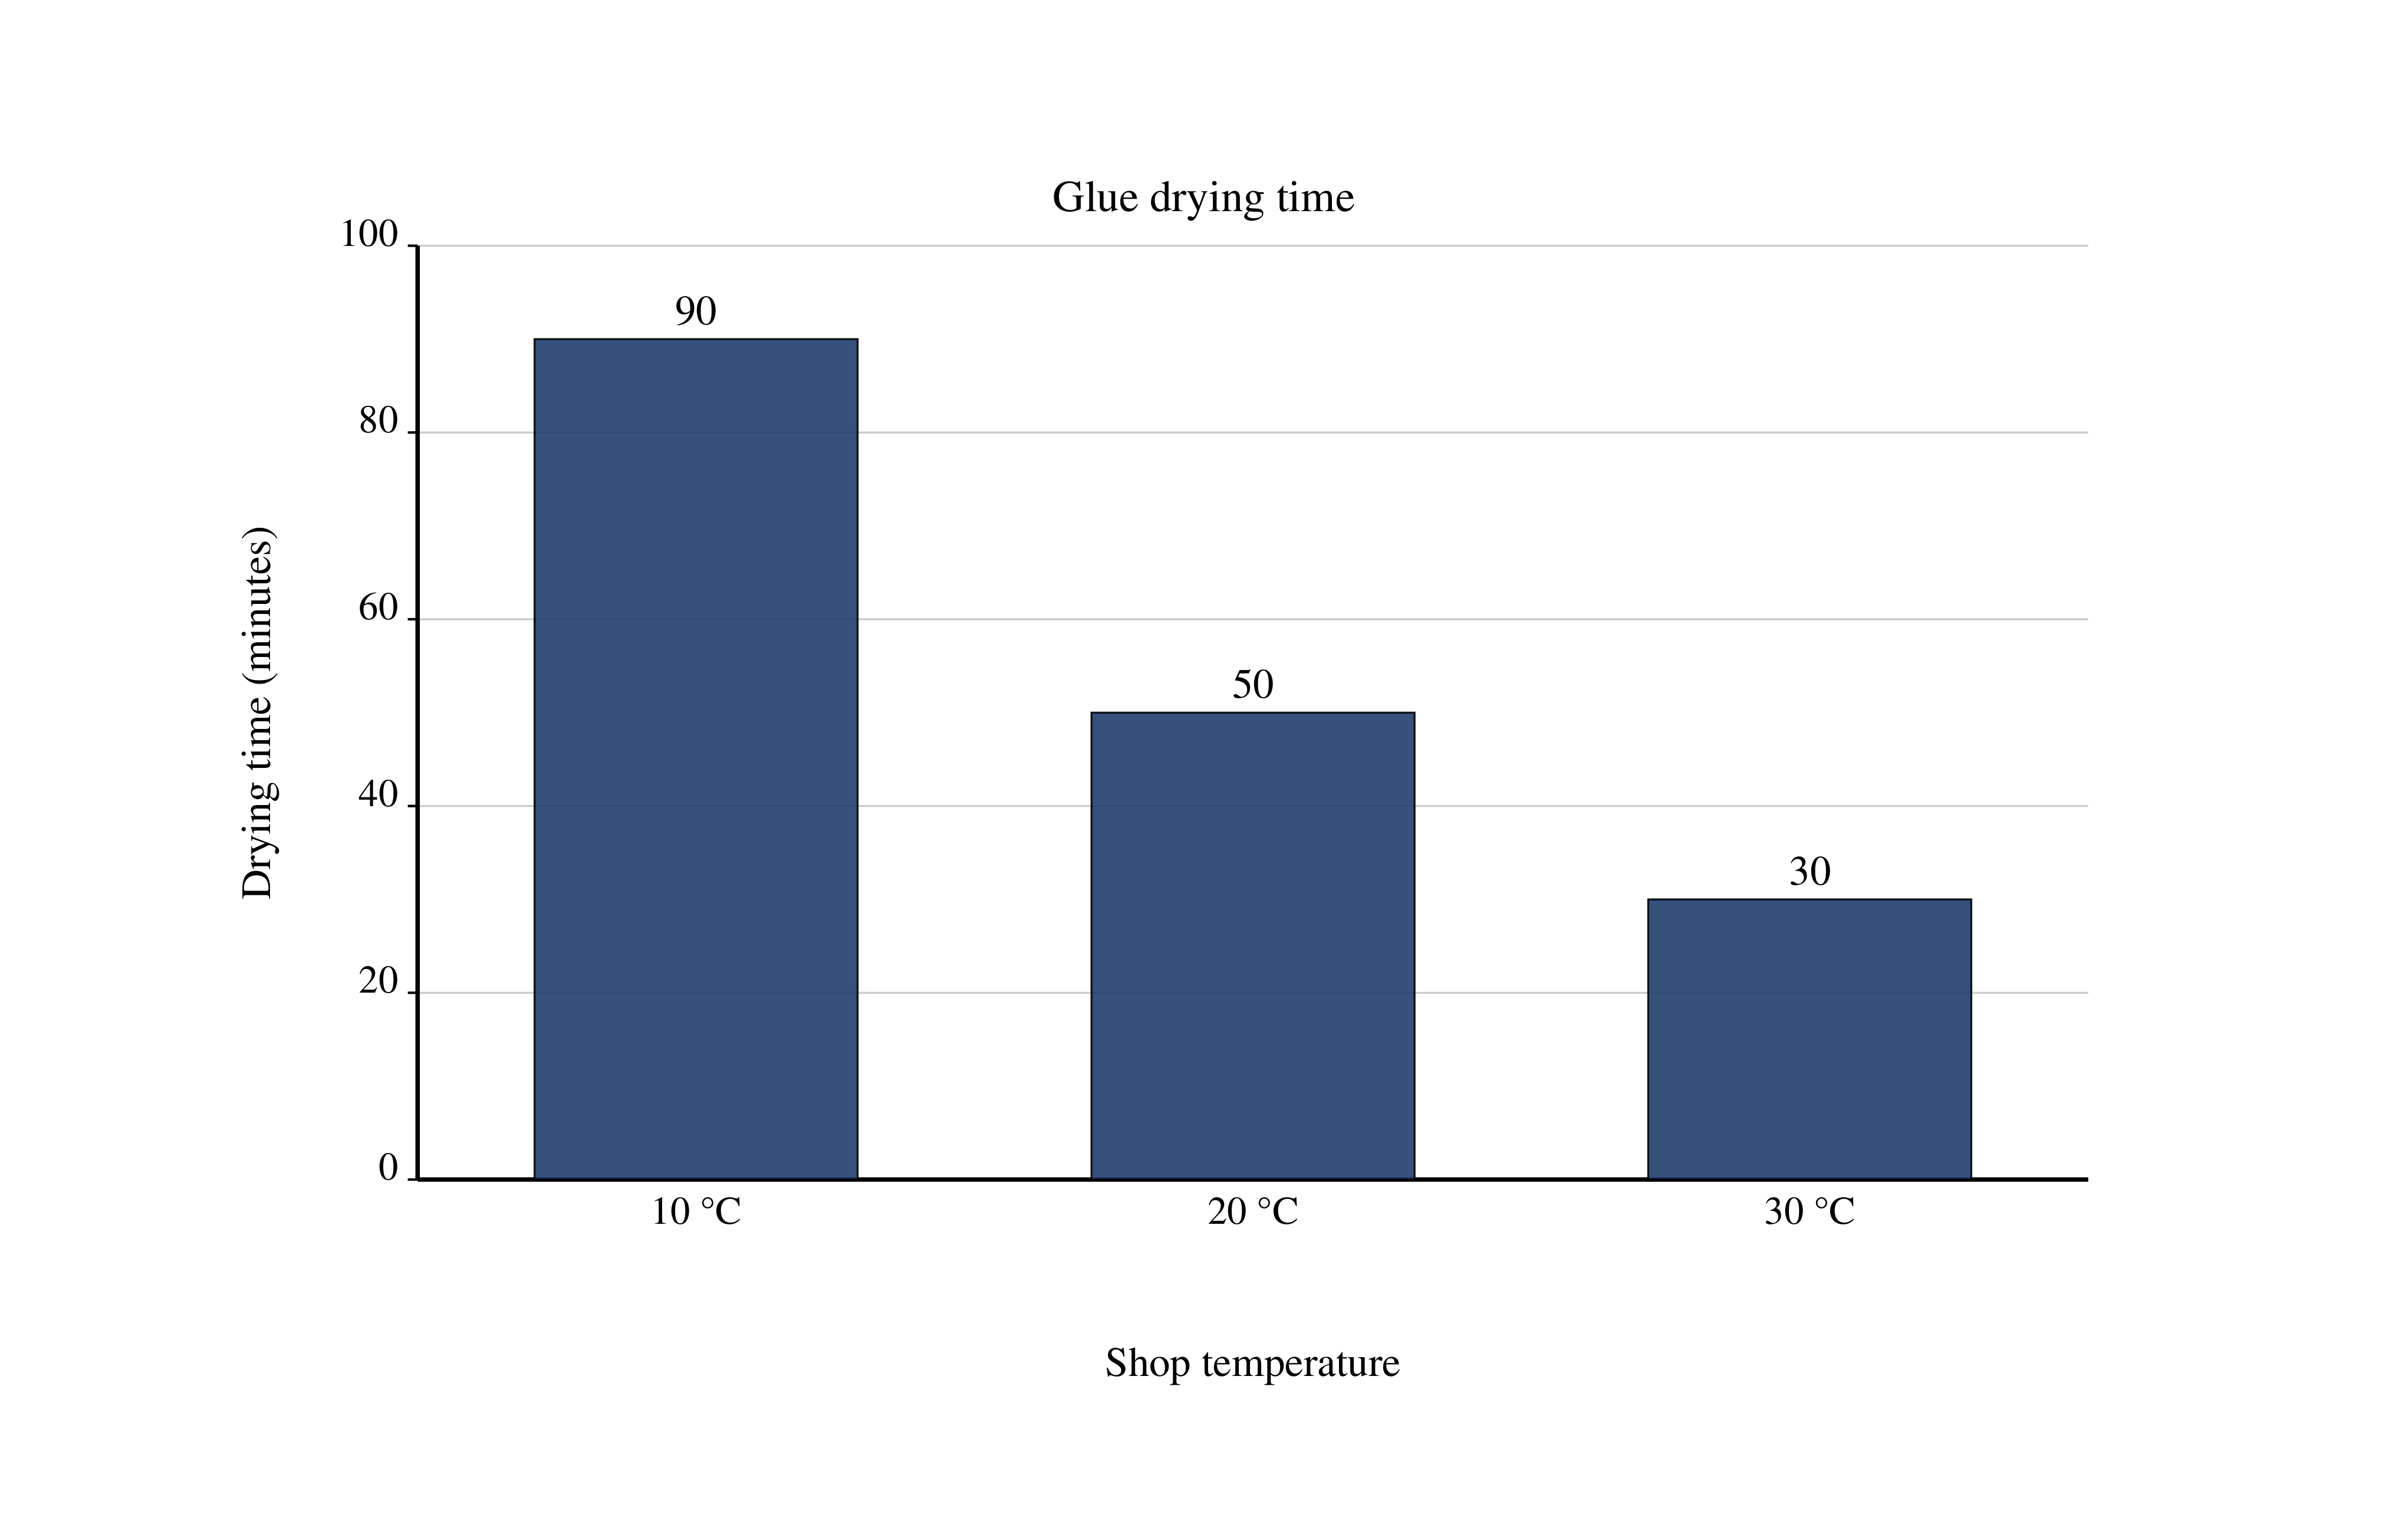 Glue drying time
100
80
60
40
20
0
Drying time (minutes)
90
50
30
10 °C
20 °C
30 °C
Shop temperature